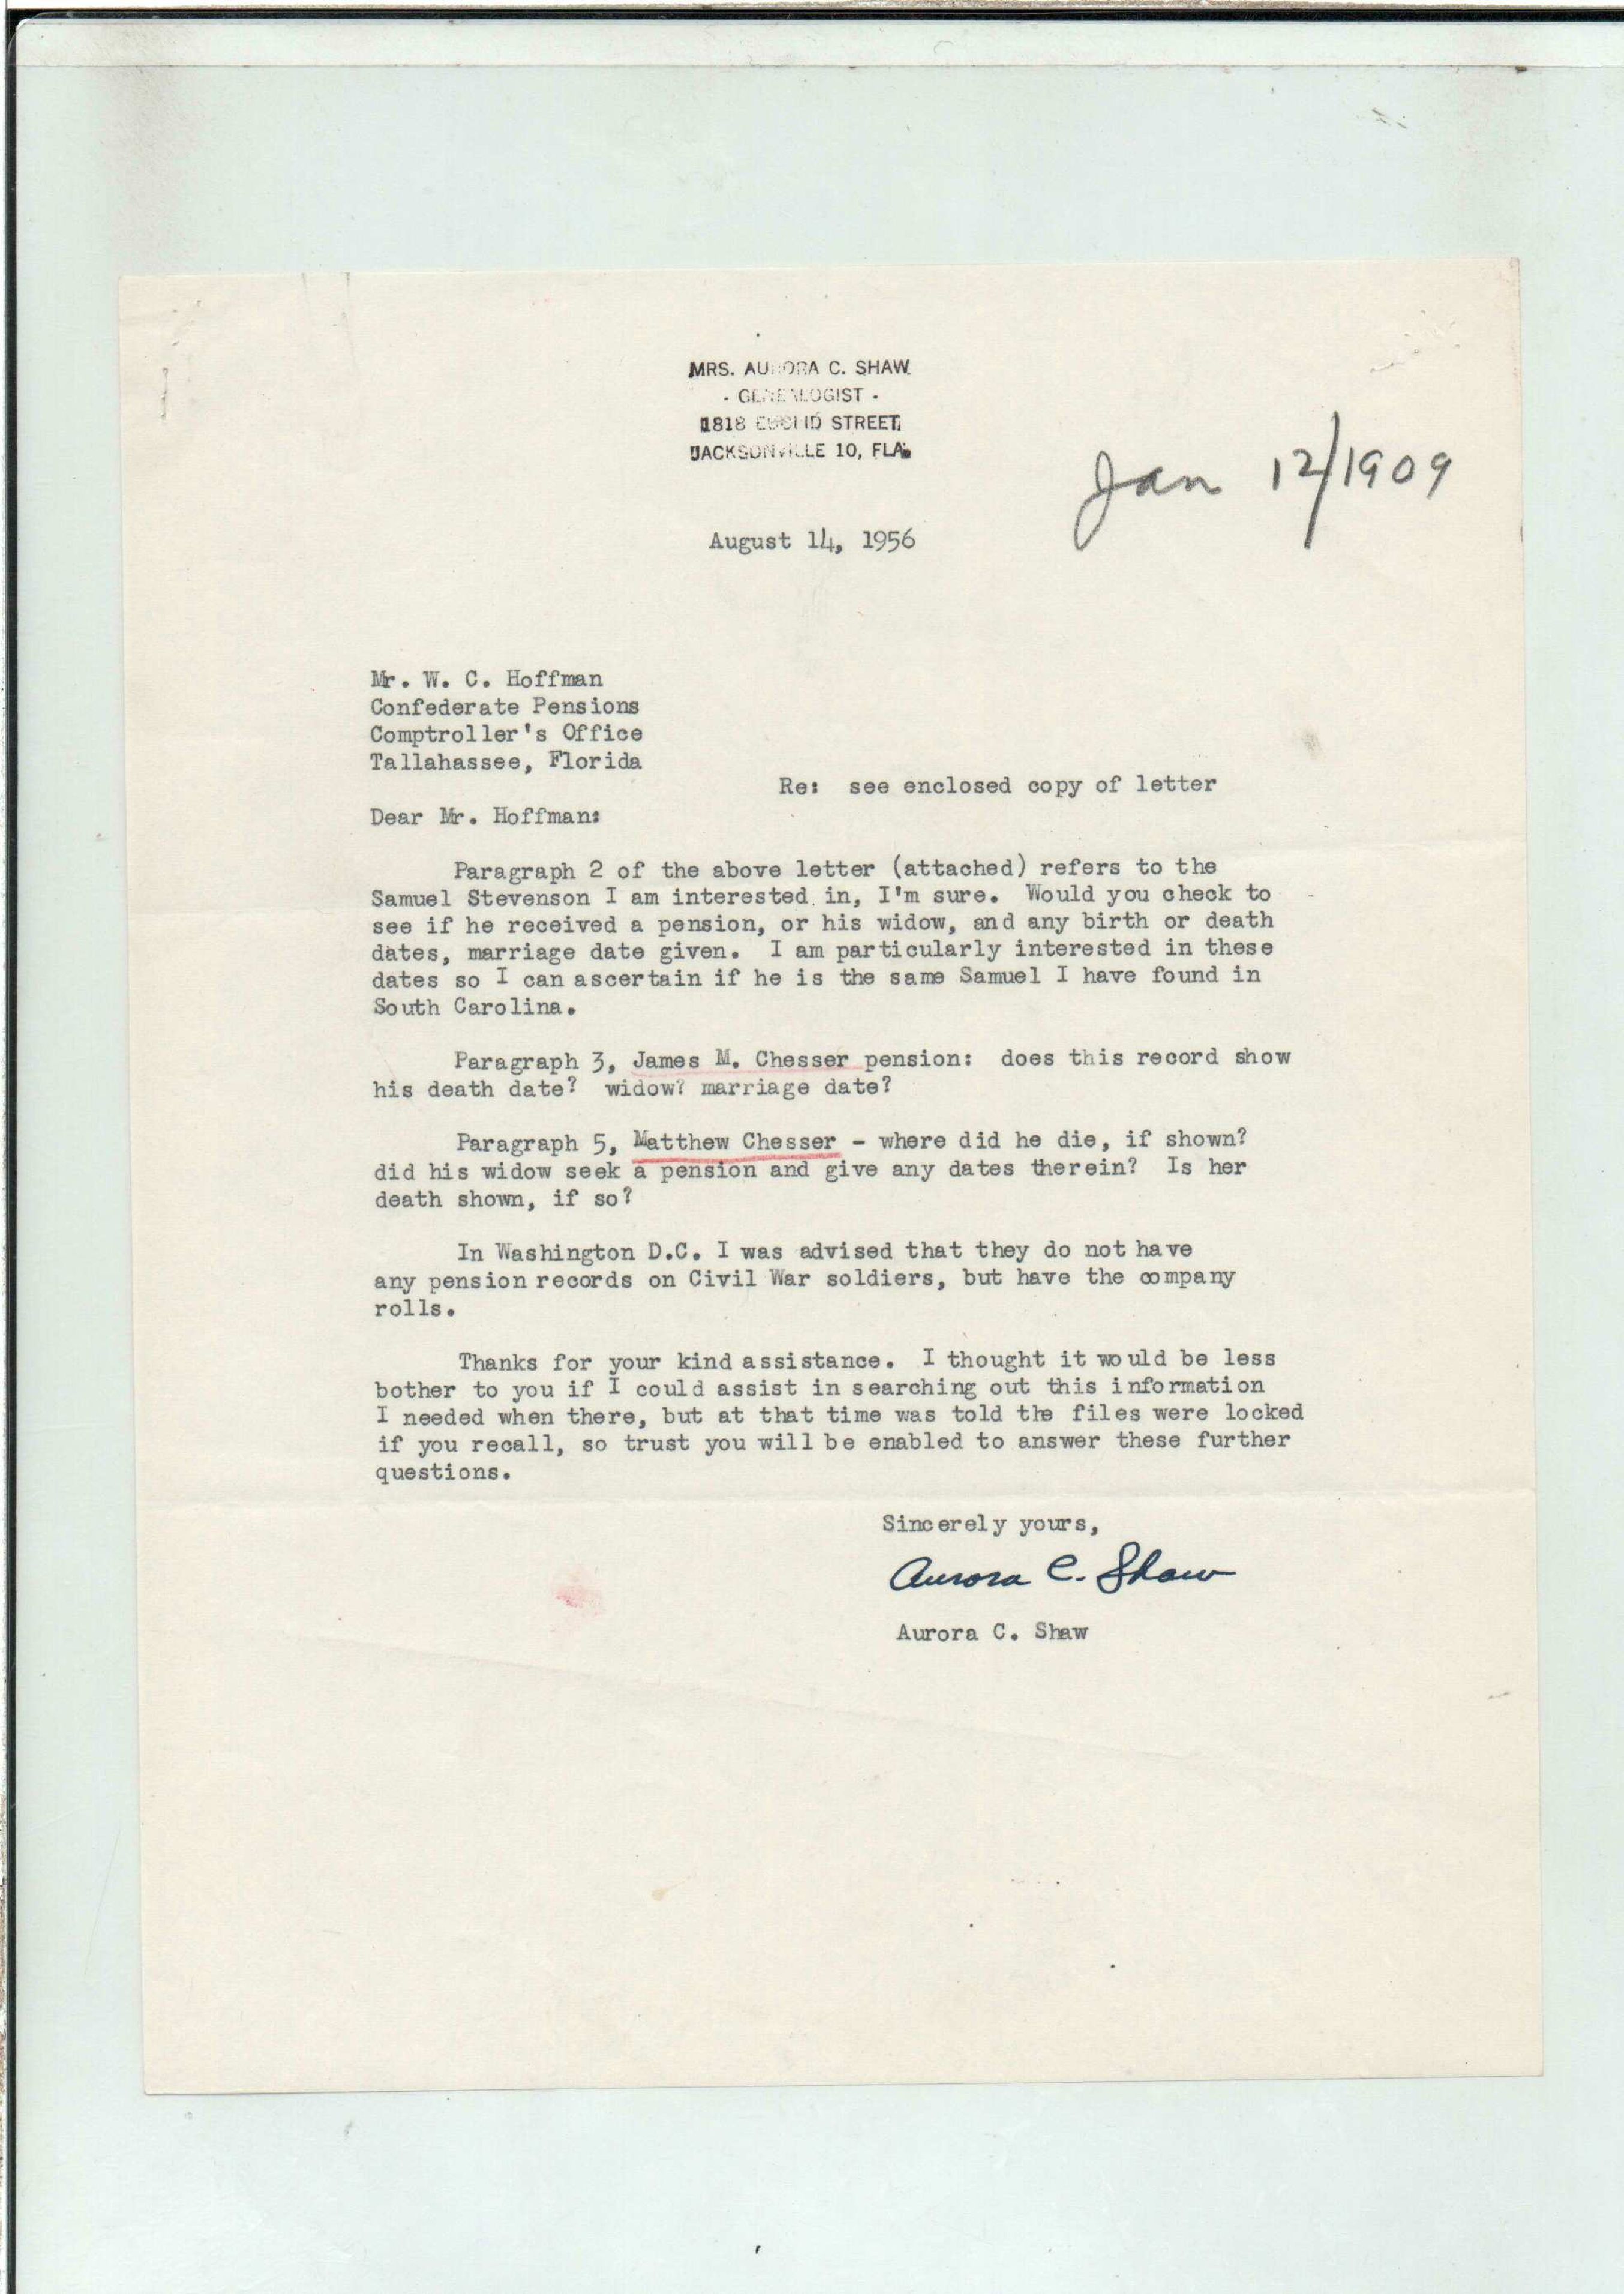 MRS. AURORA C. SHAW
- GENEALOGIST -
1818 EUCLID STREET
JACKSONVILLE 10, FLA.
Jan 12/1909
August 14, 1956
Mr. W. C. Hoffman
Confederate Pensions
Comptroller's Office
Tallahassee, Florida
Re: see enclosed copy of letter
Dear Mr. Hoffman:
Paragraph 2 of the above letter (attached) refers to the
Samuel Stevenson I am interested in, I'm sure. Would you check to
see if he received a pension, or his widow, and any birth or death
dates, marriage date given. I am particularly interested in these
dates so I can ascertain if he is the same Samuel I have found in
South Carolina.
Paragraph 3, James M. Chesser pension: does this record show
his death date? widow? marriage date?
Paragraph 5, Matthew Chesser - where did he die, if shown?
did his widow seek a pension and give any dates therein? Is her
death shown, if so?
In Washington D.C. I was advised that they do not have
any pension records on Civil War soldiers, but have the company
rolls.
Thanks for your kind assistance. I thought it would be less
bother to you if I could assist in searching out this information
I needed when there, but at that time was told the files were locked
if you recall, so trust you will be enabled to answer these further
questions.
Sincerely yours,
Aurora C. Shaw
Aurora C. Shaw